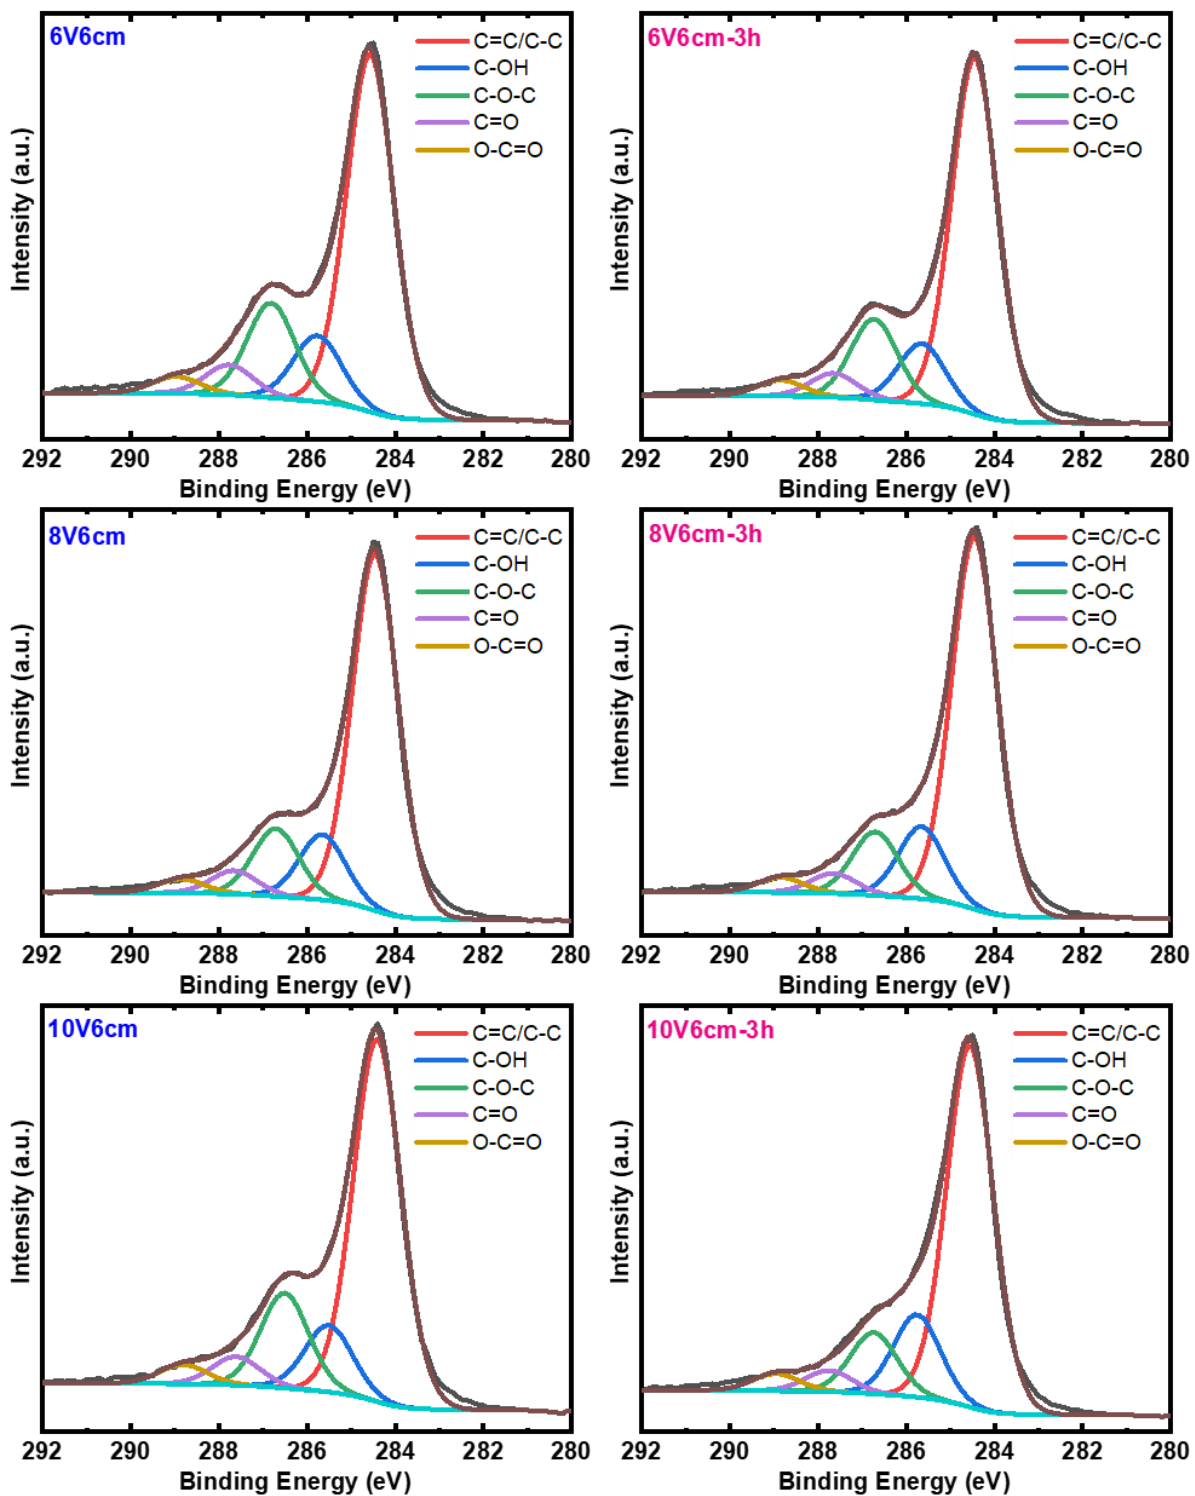 6V6cm
C=C/C-C
C-OH
C-O-C
C=O
O-C=O
Intensity (a.u.)
292 290 288 286 284 282 280
Binding Energy (eV)
6V6cm-3h
C=C/C-C
C-OH
C-O-C
C=O
O-C=O
Intensity (a.u.)
292 290 288 286 284 282 280
Binding Energy (eV)
8V6cm
C=C/C-C
C-OH
C-O-C
C=O
O-C=O
Intensity (a.u.)
292 290 288 286 284 282 280
Binding Energy (eV)
8V6cm-3h
C=C/C-C
C-OH
C-O-C
C=O
O-C=O
Intensity (a.u.)
292 290 288 286 284 282 280
Binding Energy (eV)
10V6cm
C=C/C-C
C-OH
C-O-C
C=O
O-C=O
Intensity (a.u.)
292 290 288 286 284 282 280
Binding Energy (eV)
10V6cm-3h
C=C/C-C
C-OH
C-O-C
C=O
O-C=O
Intensity (a.u.)
292 290 288 286 284 282 280
Binding Energy (eV)